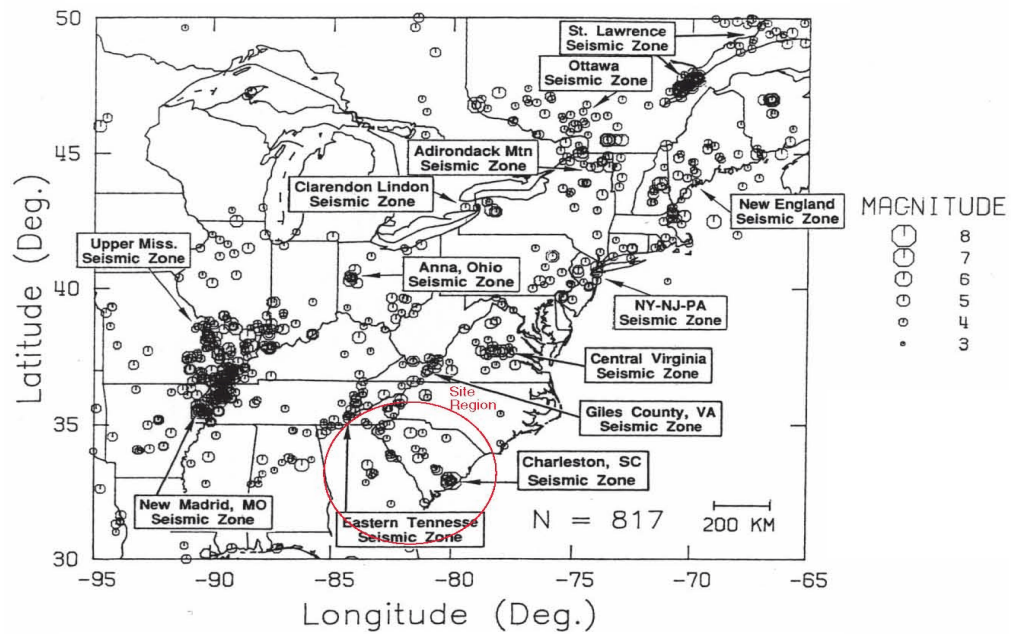 50
45
40
35
30
Latitude (Deg.)
St. Lawrence
Seismic Zone
Ottawa
Seismic Zone
Adirondack Mtn
Seismic Zone
Clarendon Lindon
Seismic Zone
New England
Seismic Zone
Upper Miss.
Seismic Zone
Anna, Ohio
Seismic Zone
NY-NJ-PA
Seismic Zone
Central Virginia
Seismic Zone
Site
Region
Giles County, VA
Seismic Zone
Charleston, SC
Seismic Zone
New Madrid, MO
Seismic Zone
Eastern Tennesse
Seismic Zone
N = 817
200 KM
-95
-90
-85
-80
-75
-70
-65
Longitude (Deg.)
MAGNITUDE
8
7
6
5
4
3